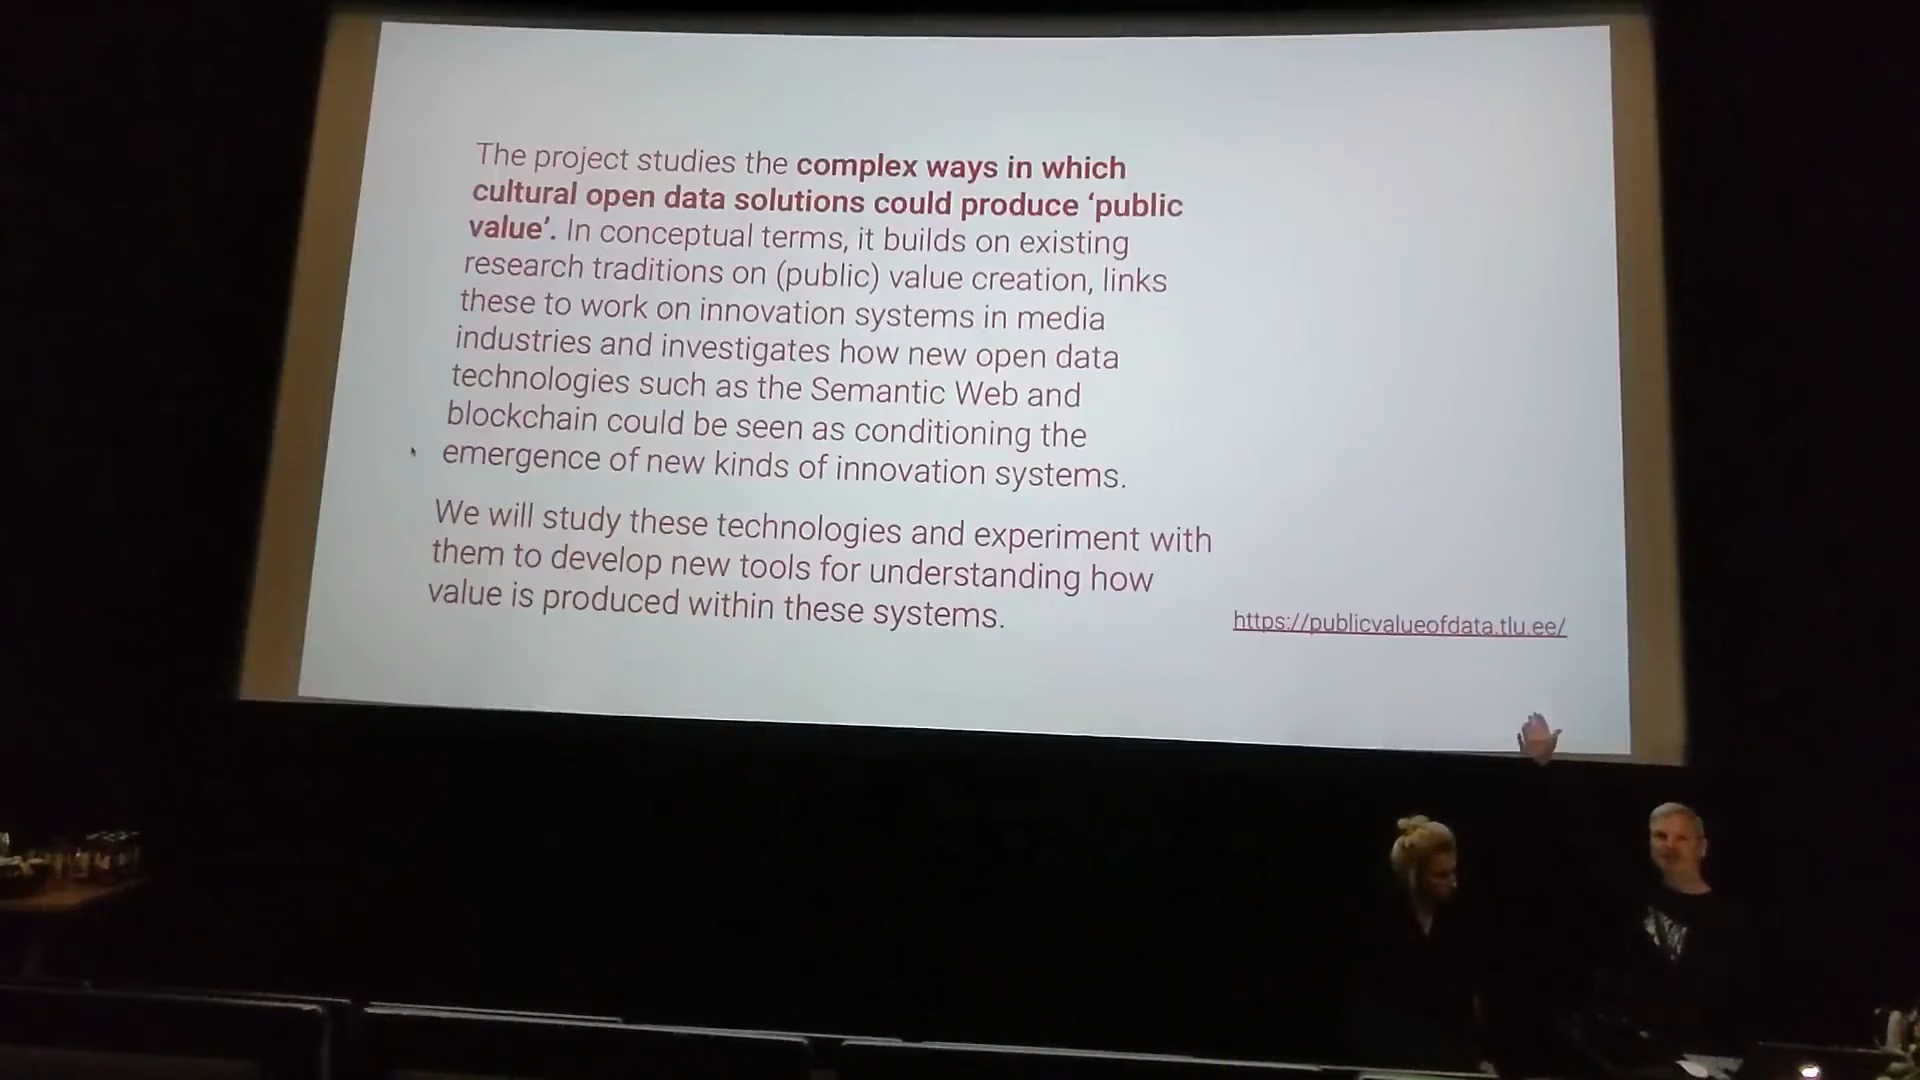 The project studies the complex ways in which
cultural open data solutions could produce ‘public
value’. In conceptual terms, it builds on existing
research traditions on (public) value creation, links
these to work on innovation systems in media
industries and investigates how new open data
technologies such as the Semantic Web and
blockchain could be seen as conditioning the
emergence of new kinds of innovation systems.
We will study these technologies and experiment with
them to develop new tools for understanding how
value is produced within these systems.
https://publicvalueofdata.tlu.ee/